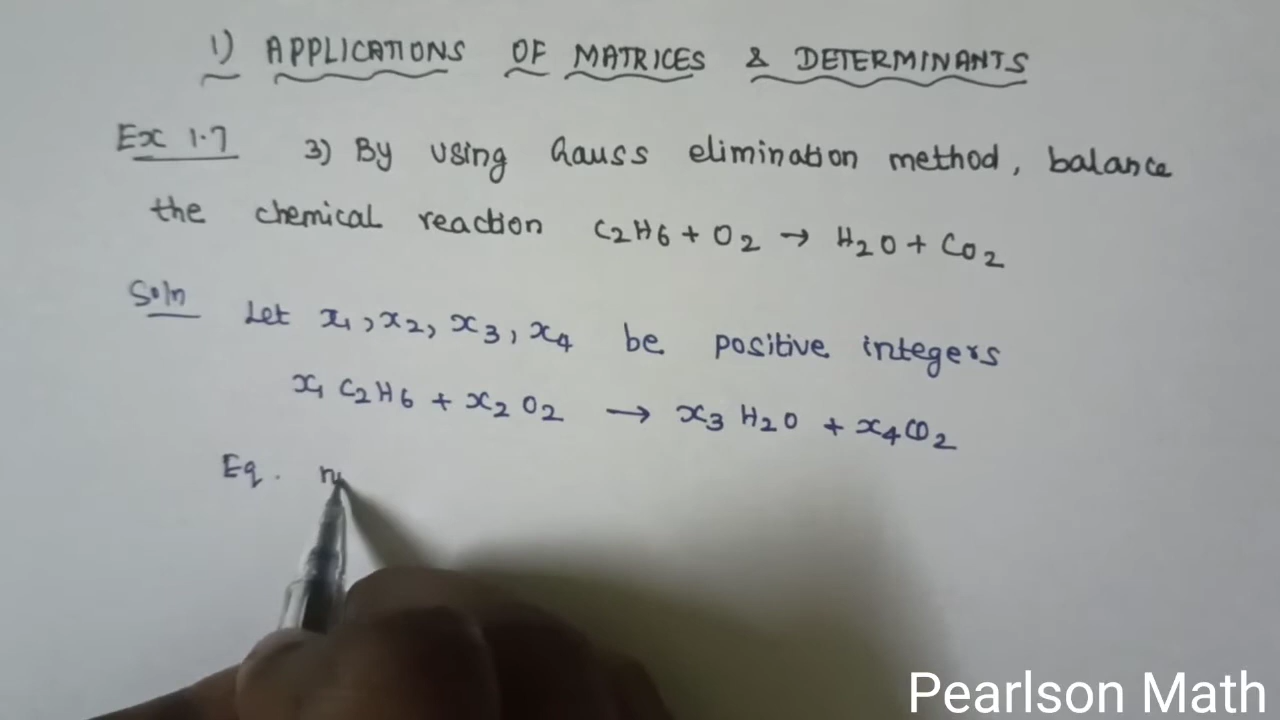 1) APPLICATIONS OF MATRICES & DETERMINANTS
Ex 1.7 3) By using Gauss elimination method, balance
the chemical reaction C2H6 + O2 → H2O + CO2
Soln Let x1, x2, x3, x4 be positive integers
x1 C2H6 + x2 O2 → x3 H2O + x4 CO2
Eq.
Pearlson Math